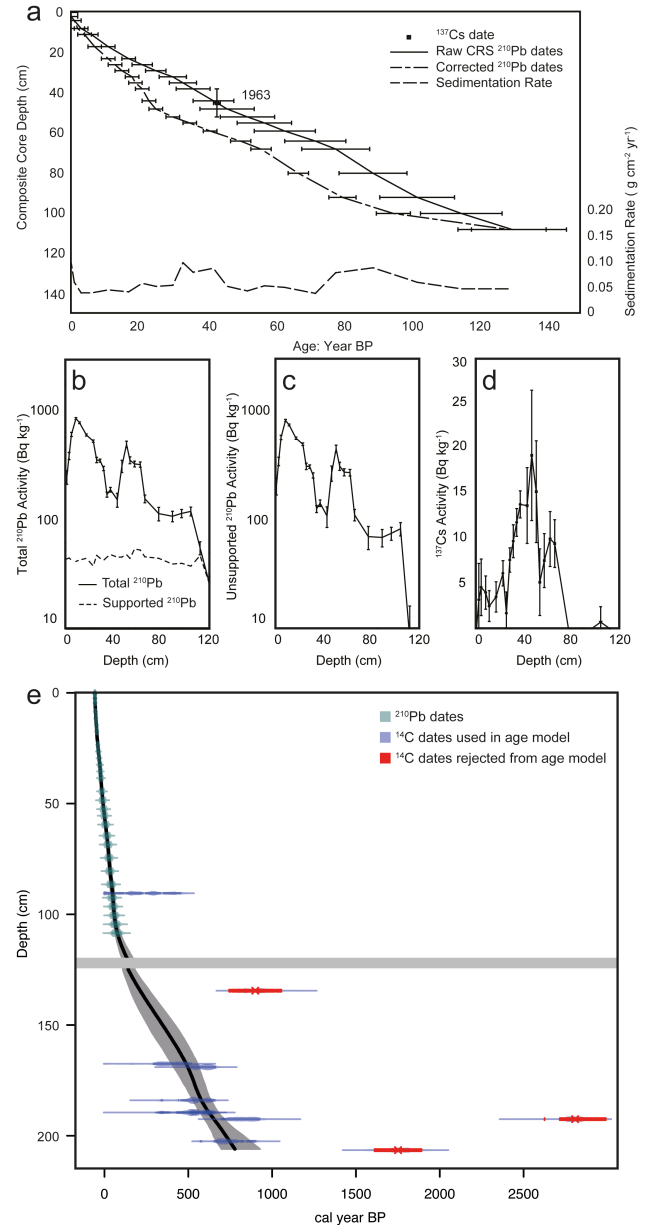 a
¹³⁷Cs date
Raw CRS ²¹⁰Pb dates
Corrected ²¹⁰Pb dates
Sedimentation Rate
1963
Composite Core Depth (cm)
0
20
40
60
80
100
120
140
0.20
0.15
0.10
0.05
0
Sedimentation Rate ( g cm⁻² yr⁻¹)
0 20 40 60 80 100 120 140
Age: Year BP
b
Total ²¹⁰Pb Activity (Bq kg⁻¹)
1000
100
10
Total ²¹⁰Pb
Supported ²¹⁰Pb
0 40 80 120
Depth (cm)
c
Unsupported ²¹⁰Pb Activity (Bq kg⁻¹)
1000
100
10
0 40 80 120
Depth (cm)
d
¹³⁷Cs Activity (Bq kg⁻¹)
30
25
20
15
10
5
0 40 80 120
Depth (cm)
e
²¹⁰Pb dates
¹⁴C dates used in age model
¹⁴C dates rejected from age model
Depth (cm)
0
50
100
150
200
0 500 1000 1500 2000 2500
cal year BP